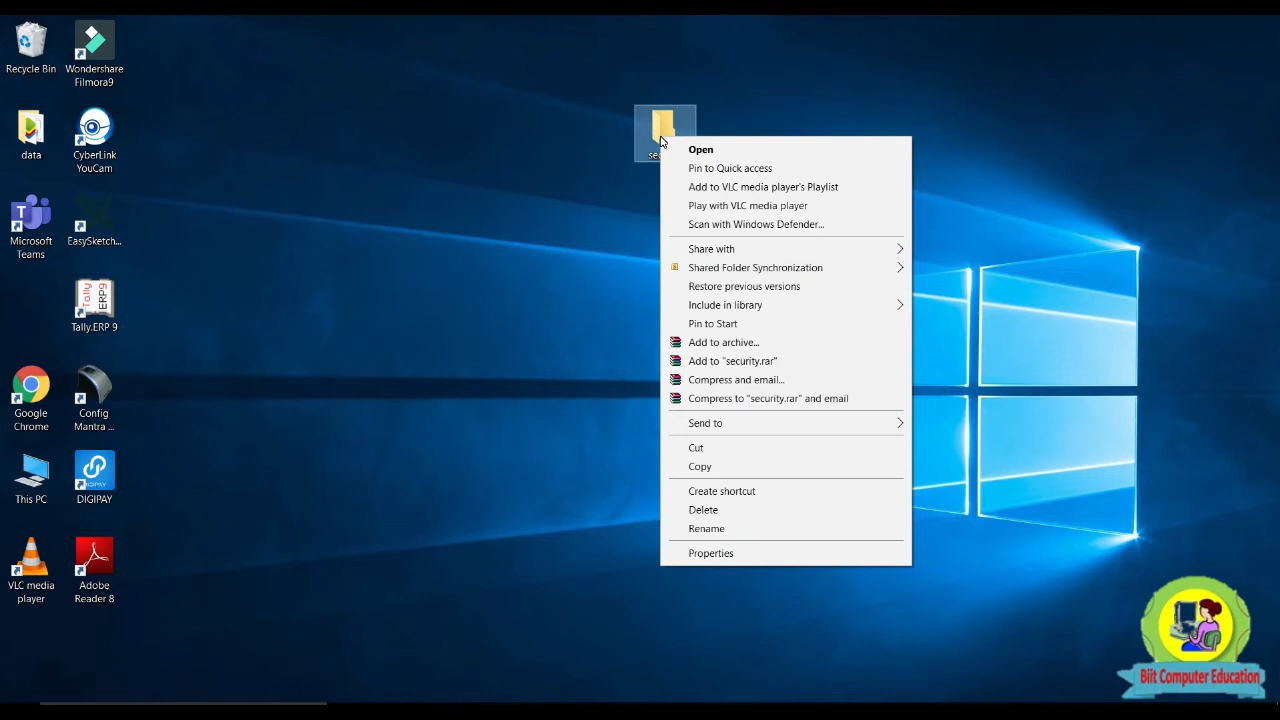 Recycle Bin
Wondershare
Filmora9
data
CyberLink
YouCam
Microsoft
Teams
EasySketch...
Tally.ERP 9
Google
Chrome
Config
Mantra ...
This PC
DIGIPAY
VLC media
player
Adobe
Reader 8
Open
Pin to Quick access
Add to VLC media player's Playlist
Play with VLC media player
Scan with Windows Defender...
Share with
Shared Folder Synchronization
Restore previous versions
Include in library
Pin to Start
Add to archive...
Add to "security.rar"
Compress and email...
Compress to "security.rar" and email
Send to
Cut
Copy
Create shortcut
Delete
Rename
Properties
Biit Computer Education